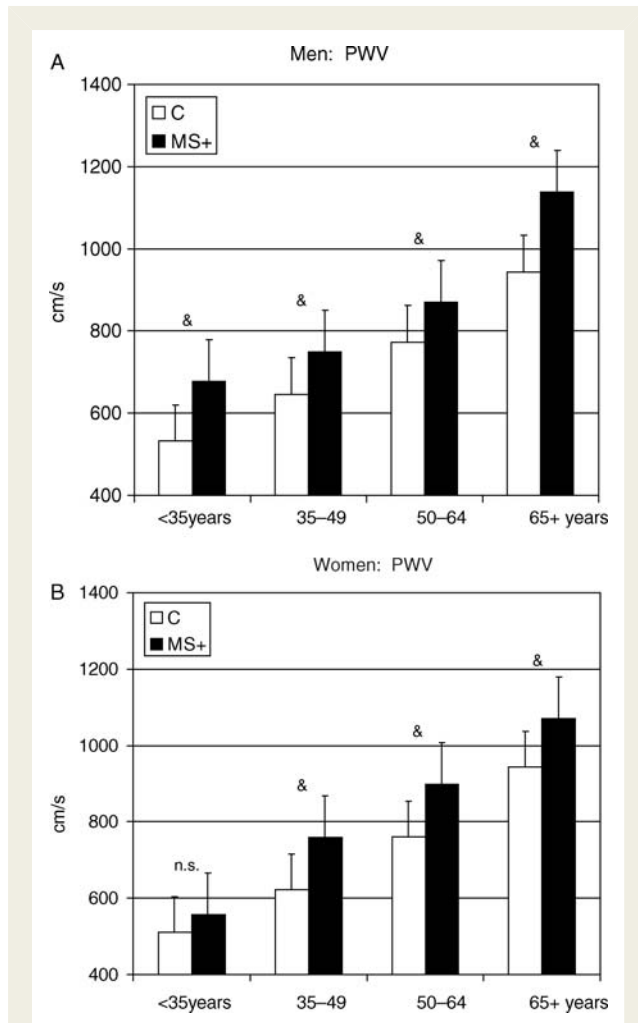 A
Men: PWV
1400
1200
1000
800
600
400
cm/s
C
MS+
&
&
&
&
<35years
35–49
50–64
65+ years
B
Women: PWV
1400
1200
1000
800
600
400
cm/s
C
MS+
n.s.
&
&
&
<35years
35–49
50–64
65+ years